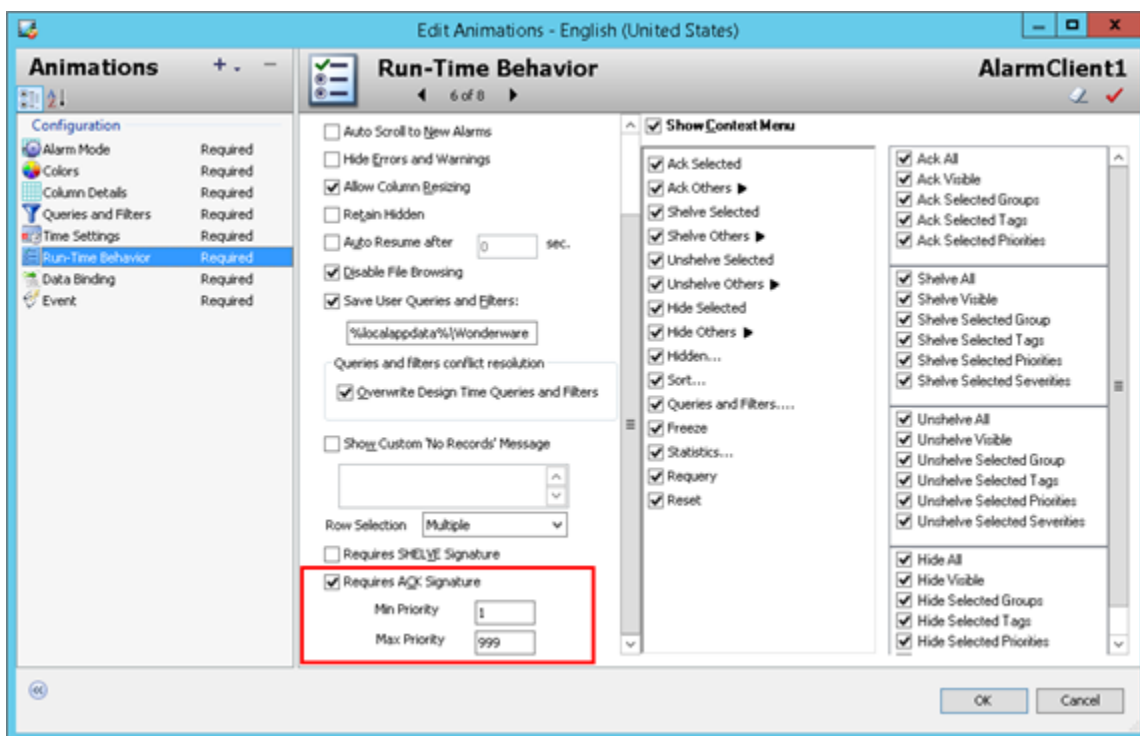 Edit Animations - English (United States)
Animations
Run-Time Behavior
AlarmClient1
6 of 8
Configuration
Alarm Mode Required
Colors Required
Column Details Required
Queries and Filters Required
Time Settings Required
Run-Time Behavior Required
Data Binding Required
Event Required
Auto Scroll to New Alarms
Hide Errors and Warnings
Allow Column Resizing
Retain Hidden
Auto Resume after 0 sec.
Disable File Browsing
Save User Queries and Filters:
%localappdata%\Wonderware
Queries and filters conflict resolution
Overwrite Design Time Queries and Filters
Show Custom 'No Records' Message
Row Selection Multiple
Requires SHELVE Signature
Requires ACK Signature
Min Priority 1
Max Priority 999
Show Context Menu
Ack Selected
Ack Others
Shelve Selected
Shelve Others
Unshelve Selected
Unshelve Others
Hide Selected
Hide Others
Hidden...
Sort...
Queries and Filters....
Freeze
Statistics...
Requery
Reset
Ack All
Ack Visible
Ack Selected Groups
Ack Selected Tags
Ack Selected Priorities
Shelve All
Shelve Visible
Shelve Selected Group
Shelve Selected Tags
Shelve Selected Priorities
Shelve Selected Severities
Unshelve All
Unshelve Visible
Unshelve Selected Group
Unshelve Selected Tags
Unshelve Selected Priorities
Unshelve Selected Severities
Hide All
Hide Visible
Hide Selected Groups
Hide Selected Tags
Hide Selected Priorities
OK
Cancel